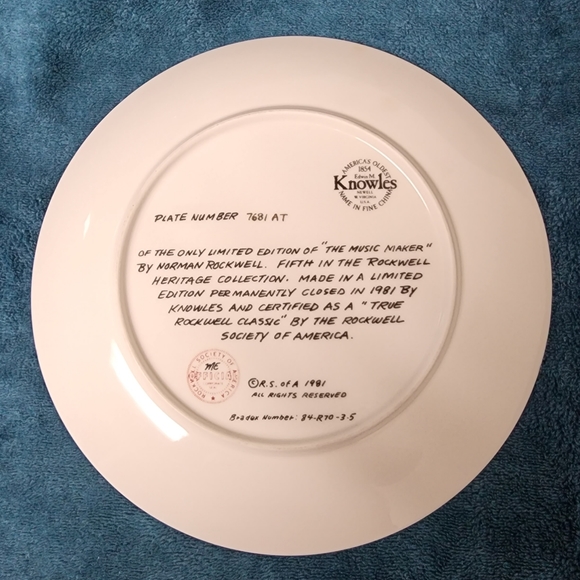 AMERICAS OLDEST
1854
Edwin M.
Knowles
NEWELL
W. VIRGINIA
U.S.A.
NAME IN FINE CHINA
PLATE NUMBER 7681 AT
OF THE ONLY LIMITED EDITION OF "THE MUSIC MAKER"
BY NORMAN ROCKWELL. FIFTH IN THE ROCKWELL
HERITAGE COLLECTION. MADE IN A LIMITED
EDITION PERMANENTLY CLOSED IN 1981 BY
KNOWLES AND CERTIFIED AS A "TRUE
ROCKWELL CLASSIC" BY THE ROCKWELL
SOCIETY OF AMERICA.
ROCKWELL SOCIETY OF AMERICA
©R.S. OF A 1981
ALL RIGHTS RESERVED
Bradex Number: 84-R70-3.5